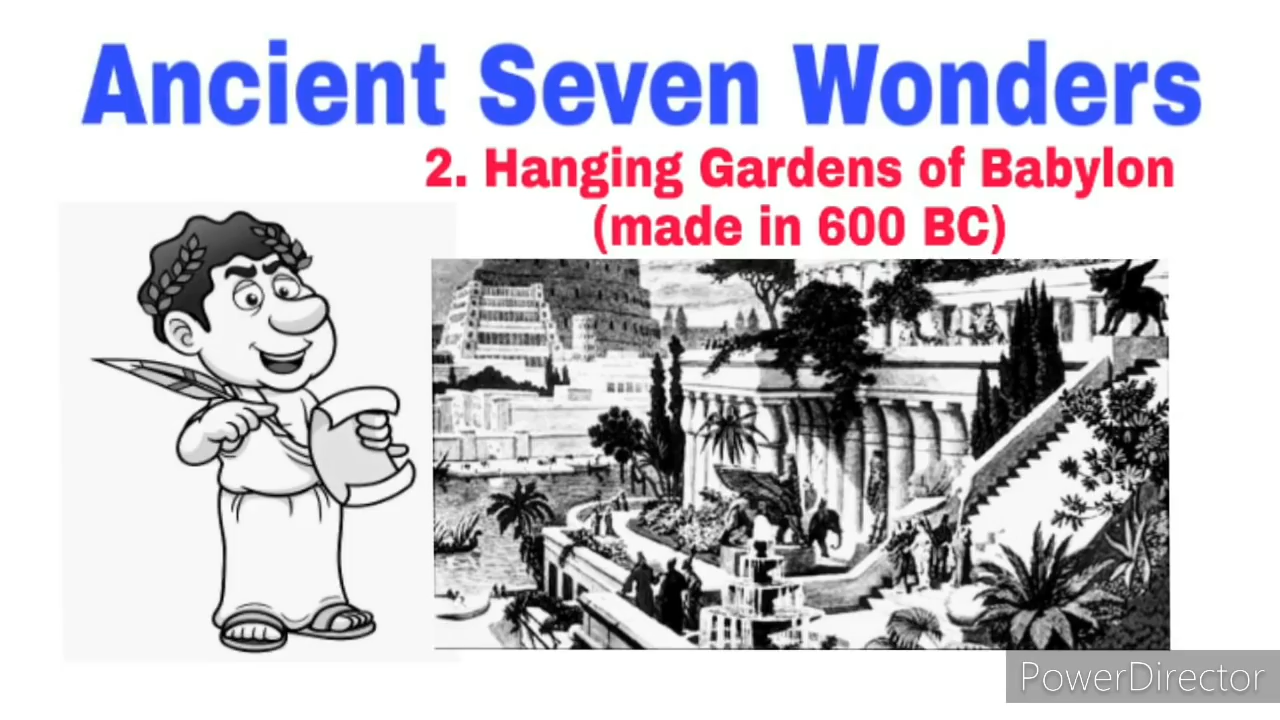 Ancient Seven Wonders
2. Hanging Gardens of Babylon
(made in 600 BC)
PowerDirector